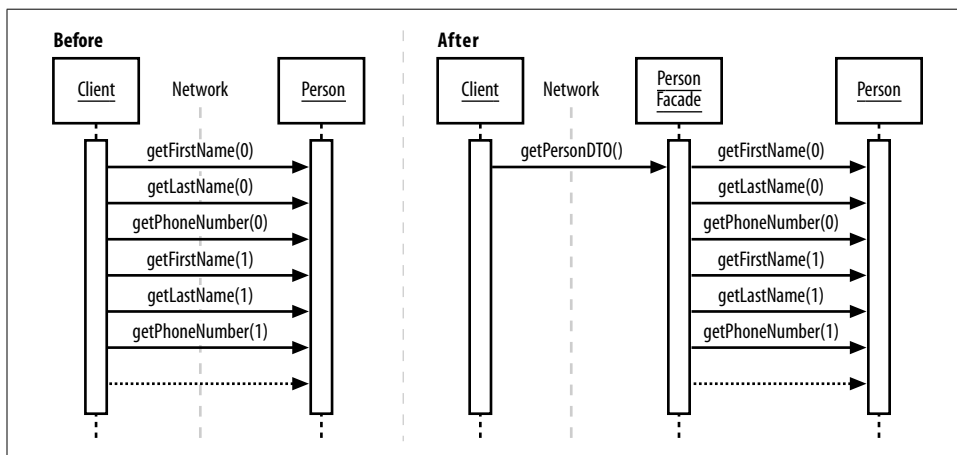 Before
Client
Network
Person
getFirstName(0)
getLastName(0)
getPhoneNumber(0)
getFirstName(1)
getLastName(1)
getPhoneNumber(1)
After
Client
Network
Person
Facade
Person
getPersonDTO()
getFirstName(0)
getLastName(0)
getPhoneNumber(0)
getFirstName(1)
getLastName(1)
getPhoneNumber(1)